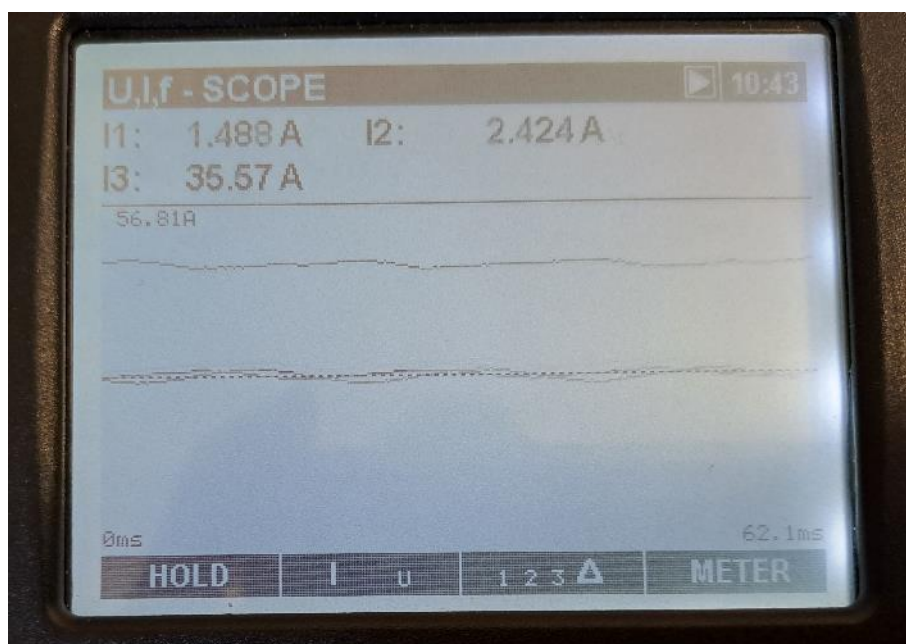 U,I,f - SCOPE 10:43
I1: 1.488 A I2: 2.424 A
I3: 35.57 A
56.81A
0ms 62.1ms
HOLD I U 1 2 3 Δ METER